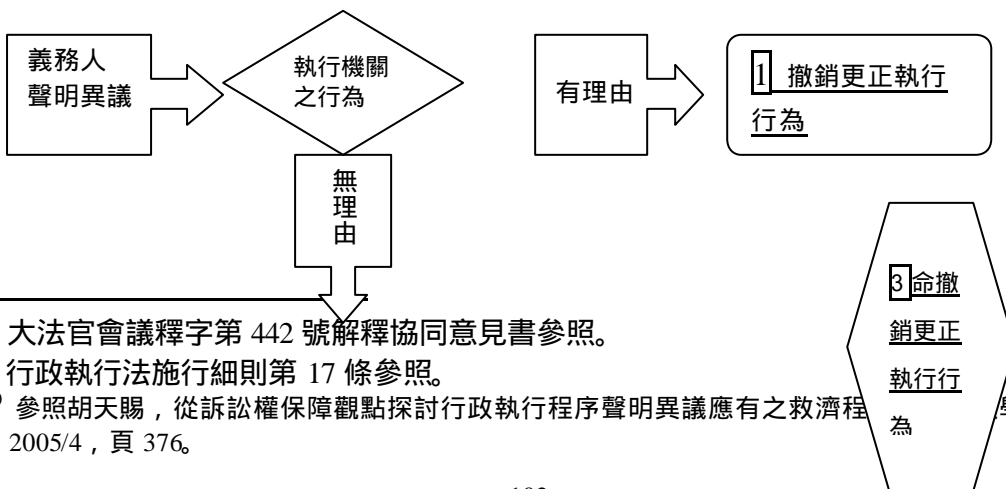 義務人
聲明異議
執行機關
之行為
有理由
1 撤銷更正執行
行為
無理由
3 命撤
銷更正
執行行
為
大法官會議釋字第 442 號解釋協同意見書參照。
行政執行法施行細則第 17 條參照。
參照胡天賜，從訴訟權保障觀點探討行政執行程序聲明異議應有之救濟程
2005/4，頁 376。